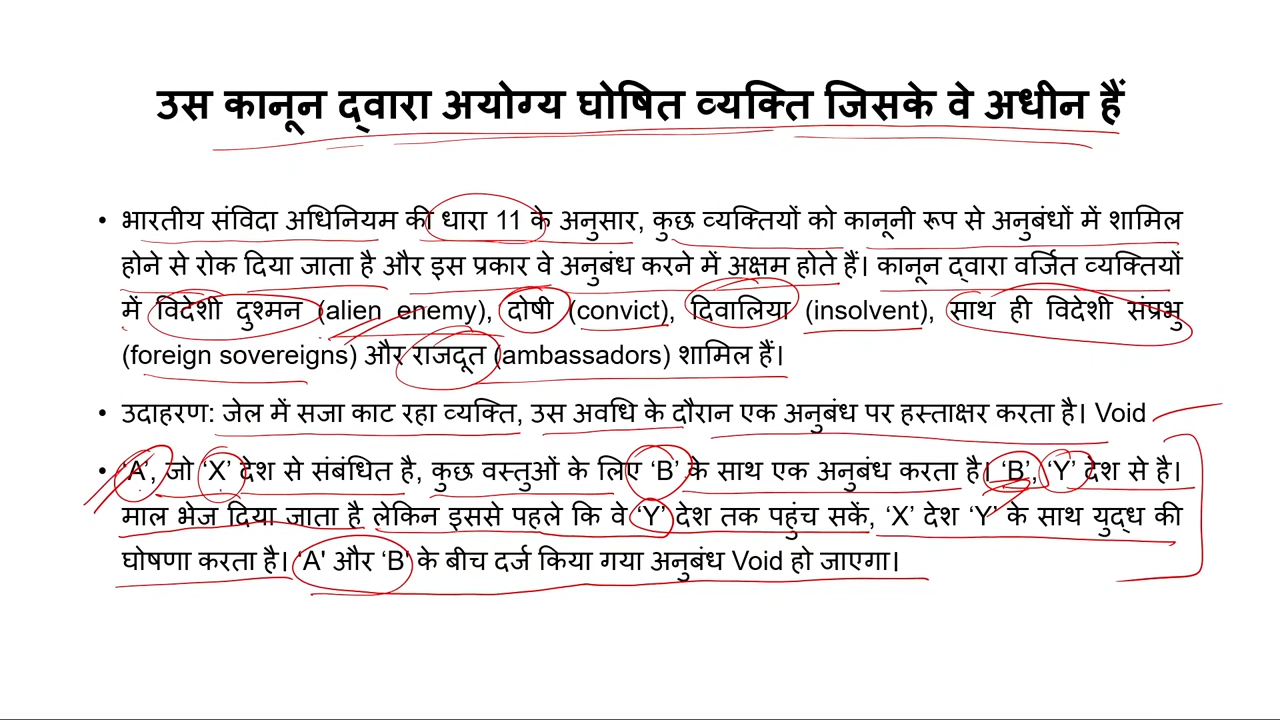 उस कानून द्वारा अयोग्य घोषित व्यक्ति जिसके वे अधीन हैं
• भारतीय संविदा अधिनियम की धारा 11 के अनुसार, कुछ व्यक्तियों को कानूनी रूप से अनुबंधों में शामिल
होने से रोक दिया जाता है और इस प्रकार वे अनुबंध करने में अक्षम होते हैं। कानून द्वारा वर्जित व्यक्तियों
में विदेशी दुश्मन (alien enemy), दोषी (convict), दिवालिया (insolvent), साथ ही विदेशी संप्रभु
(foreign sovereigns) और राजदूत (ambassadors) शामिल हैं।
• उदाहरण: जेल में सजा काट रहा व्यक्ति, उस अवधि के दौरान एक अनुबंध पर हस्ताक्षर करता है। Void
• ‘A’, जो ‘X’ देश से संबंधित है, कुछ वस्तुओं के लिए ‘B’ के साथ एक अनुबंध करता है। ‘B’, ‘Y’ देश से है।
माल भेज दिया जाता है लेकिन इससे पहले कि वे ‘Y’ देश तक पहुंच सकें, ‘X’ देश ‘Y’ के साथ युद्ध की
घोषणा करता है। ‘A' और ‘B’ के बीच दर्ज किया गया अनुबंध Void हो जाएगा।